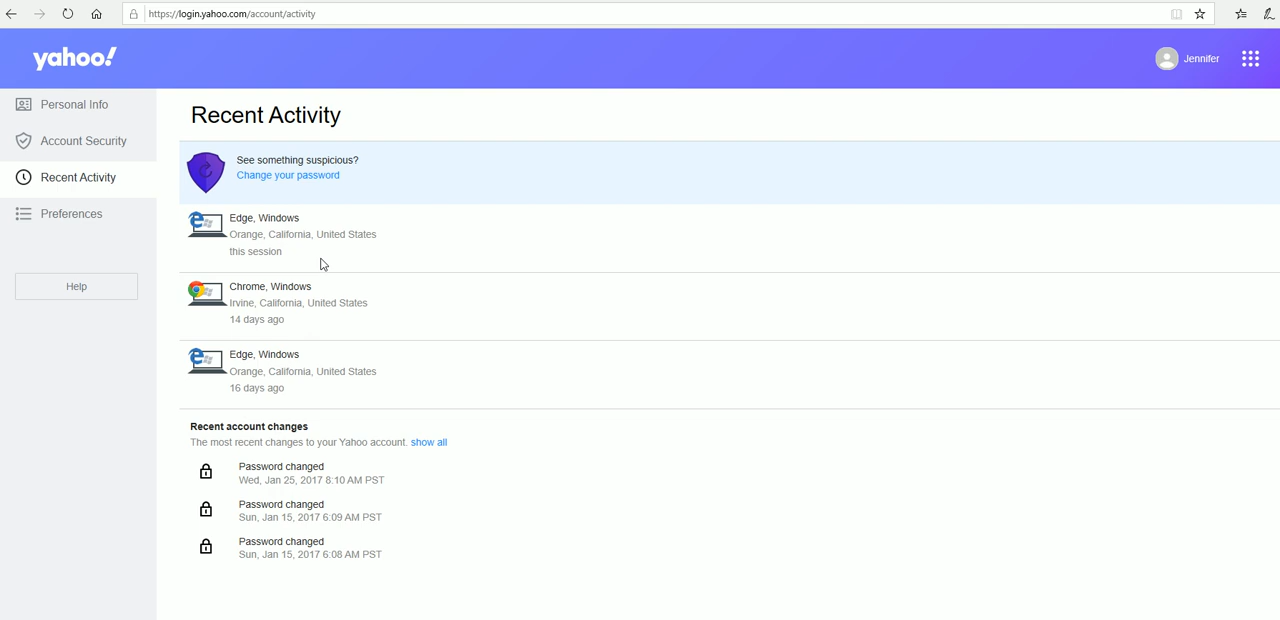 https://login.yahoo.com/account/activity
yahoo!
Jennifer
Personal Info
Account Security
Recent Activity
Preferences
Help
Recent Activity
See something suspicious?
Change your password
Edge, Windows
Orange, California, United States
this session
Chrome, Windows
Irvine, California, United States
14 days ago
Edge, Windows
Orange, California, United States
16 days ago
Recent account changes
The most recent changes to your Yahoo account. show all
Password changed
Wed, Jan 25, 2017 8:10 AM PST
Password changed
Sun, Jan 15, 2017 6:09 AM PST
Password changed
Sun, Jan 15, 2017 6:08 AM PST